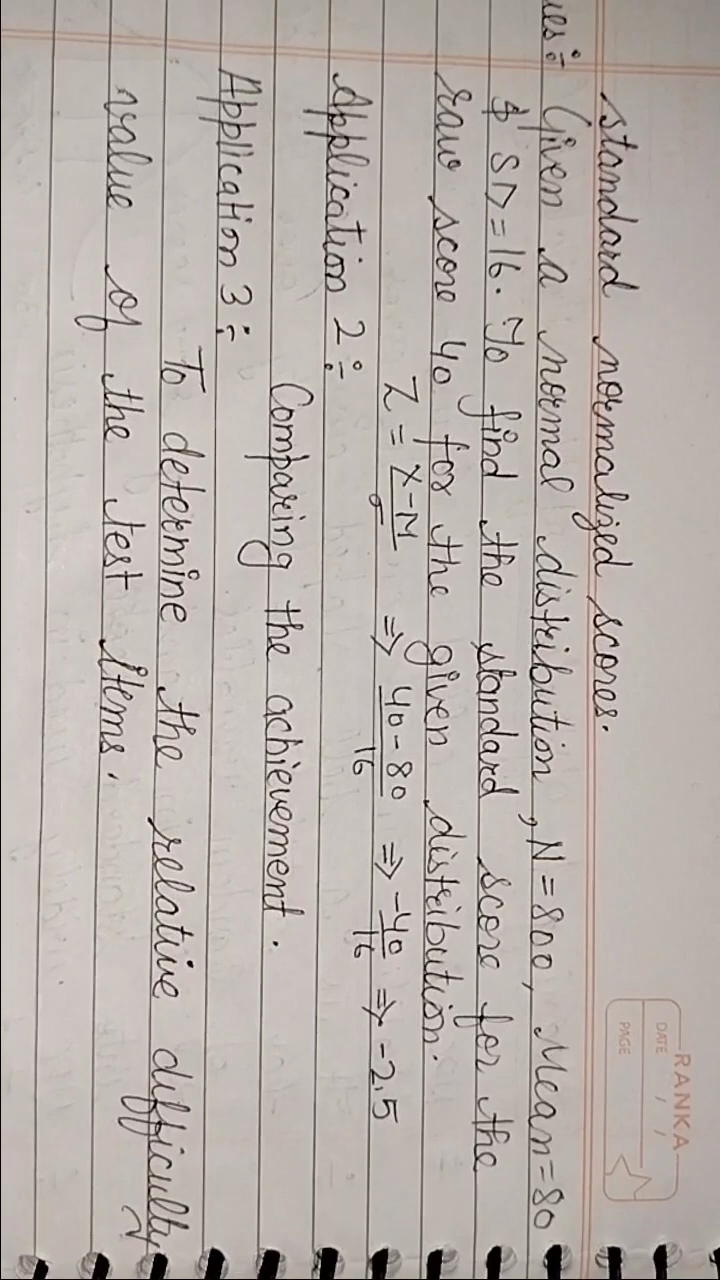 RANKA
DATE / /
PAGE
standard normalized scores.
ues:- Given a normal distribution, N=800, Mean=80
$ SD=16. To find the standard score for the
raw score 40 for the given distribution.
Z = X-M/σ => 40-80/16 => -40/16 => -2.5
Application 2:-
Comparing the achievement.
Application 3:-
To determine the relative difficulty
value of the test items.